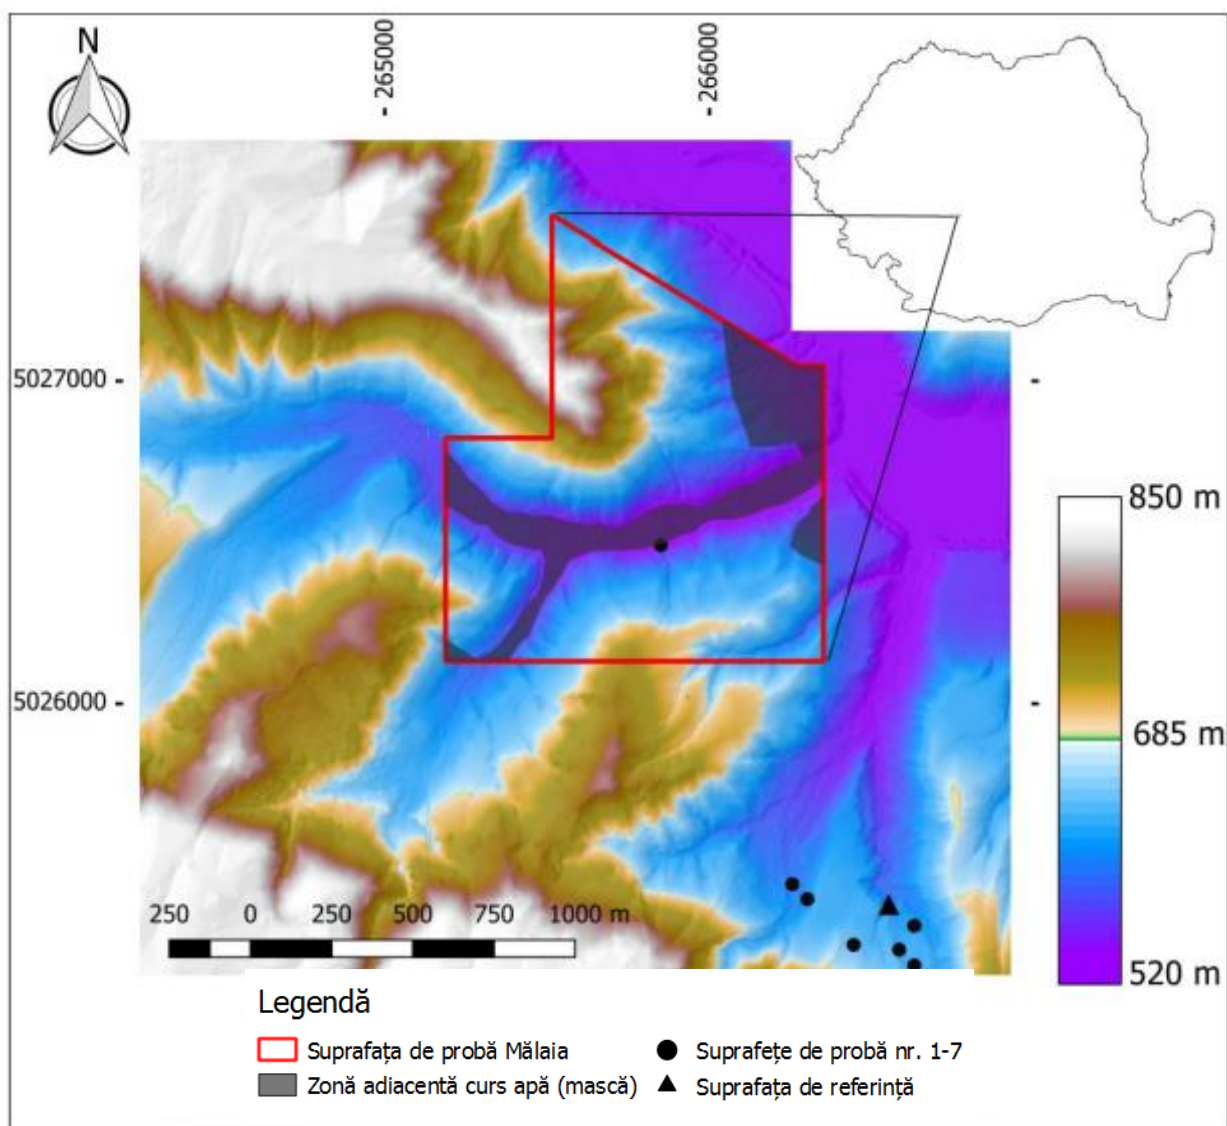 N
- 265000
- 266000
5027000 -
-
5026000 -
-
850 m
685 m
520 m
250 0 250 500 750 1000 m
Legendă
Suprafața de probă Mălaia
Suprafețe de probă nr. 1-7
Zonă adiacentă curs apă (mască)
Suprafața de referință